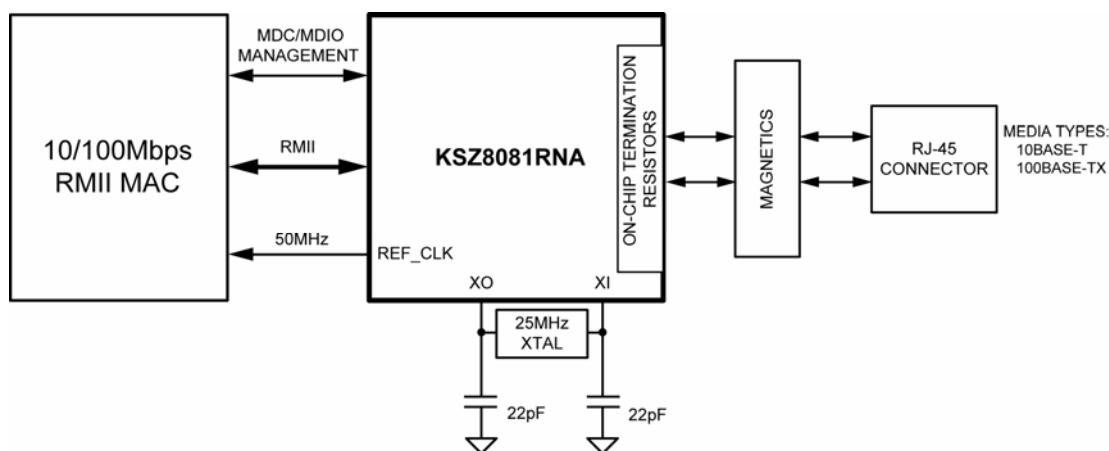 MDC/MDIO
MANAGEMENT
10/100Mbps
RMII MAC
RMII
50MHz
KSZ8081RNA
REF_CLK
XO
XI
ON-CHIP TERMINATION
RESISTORS
MAGNETICS
RJ-45
CONNECTOR
MEDIA TYPES:
10BASE-T
100BASE-TX
25MHz
XTAL
22pF
22pF